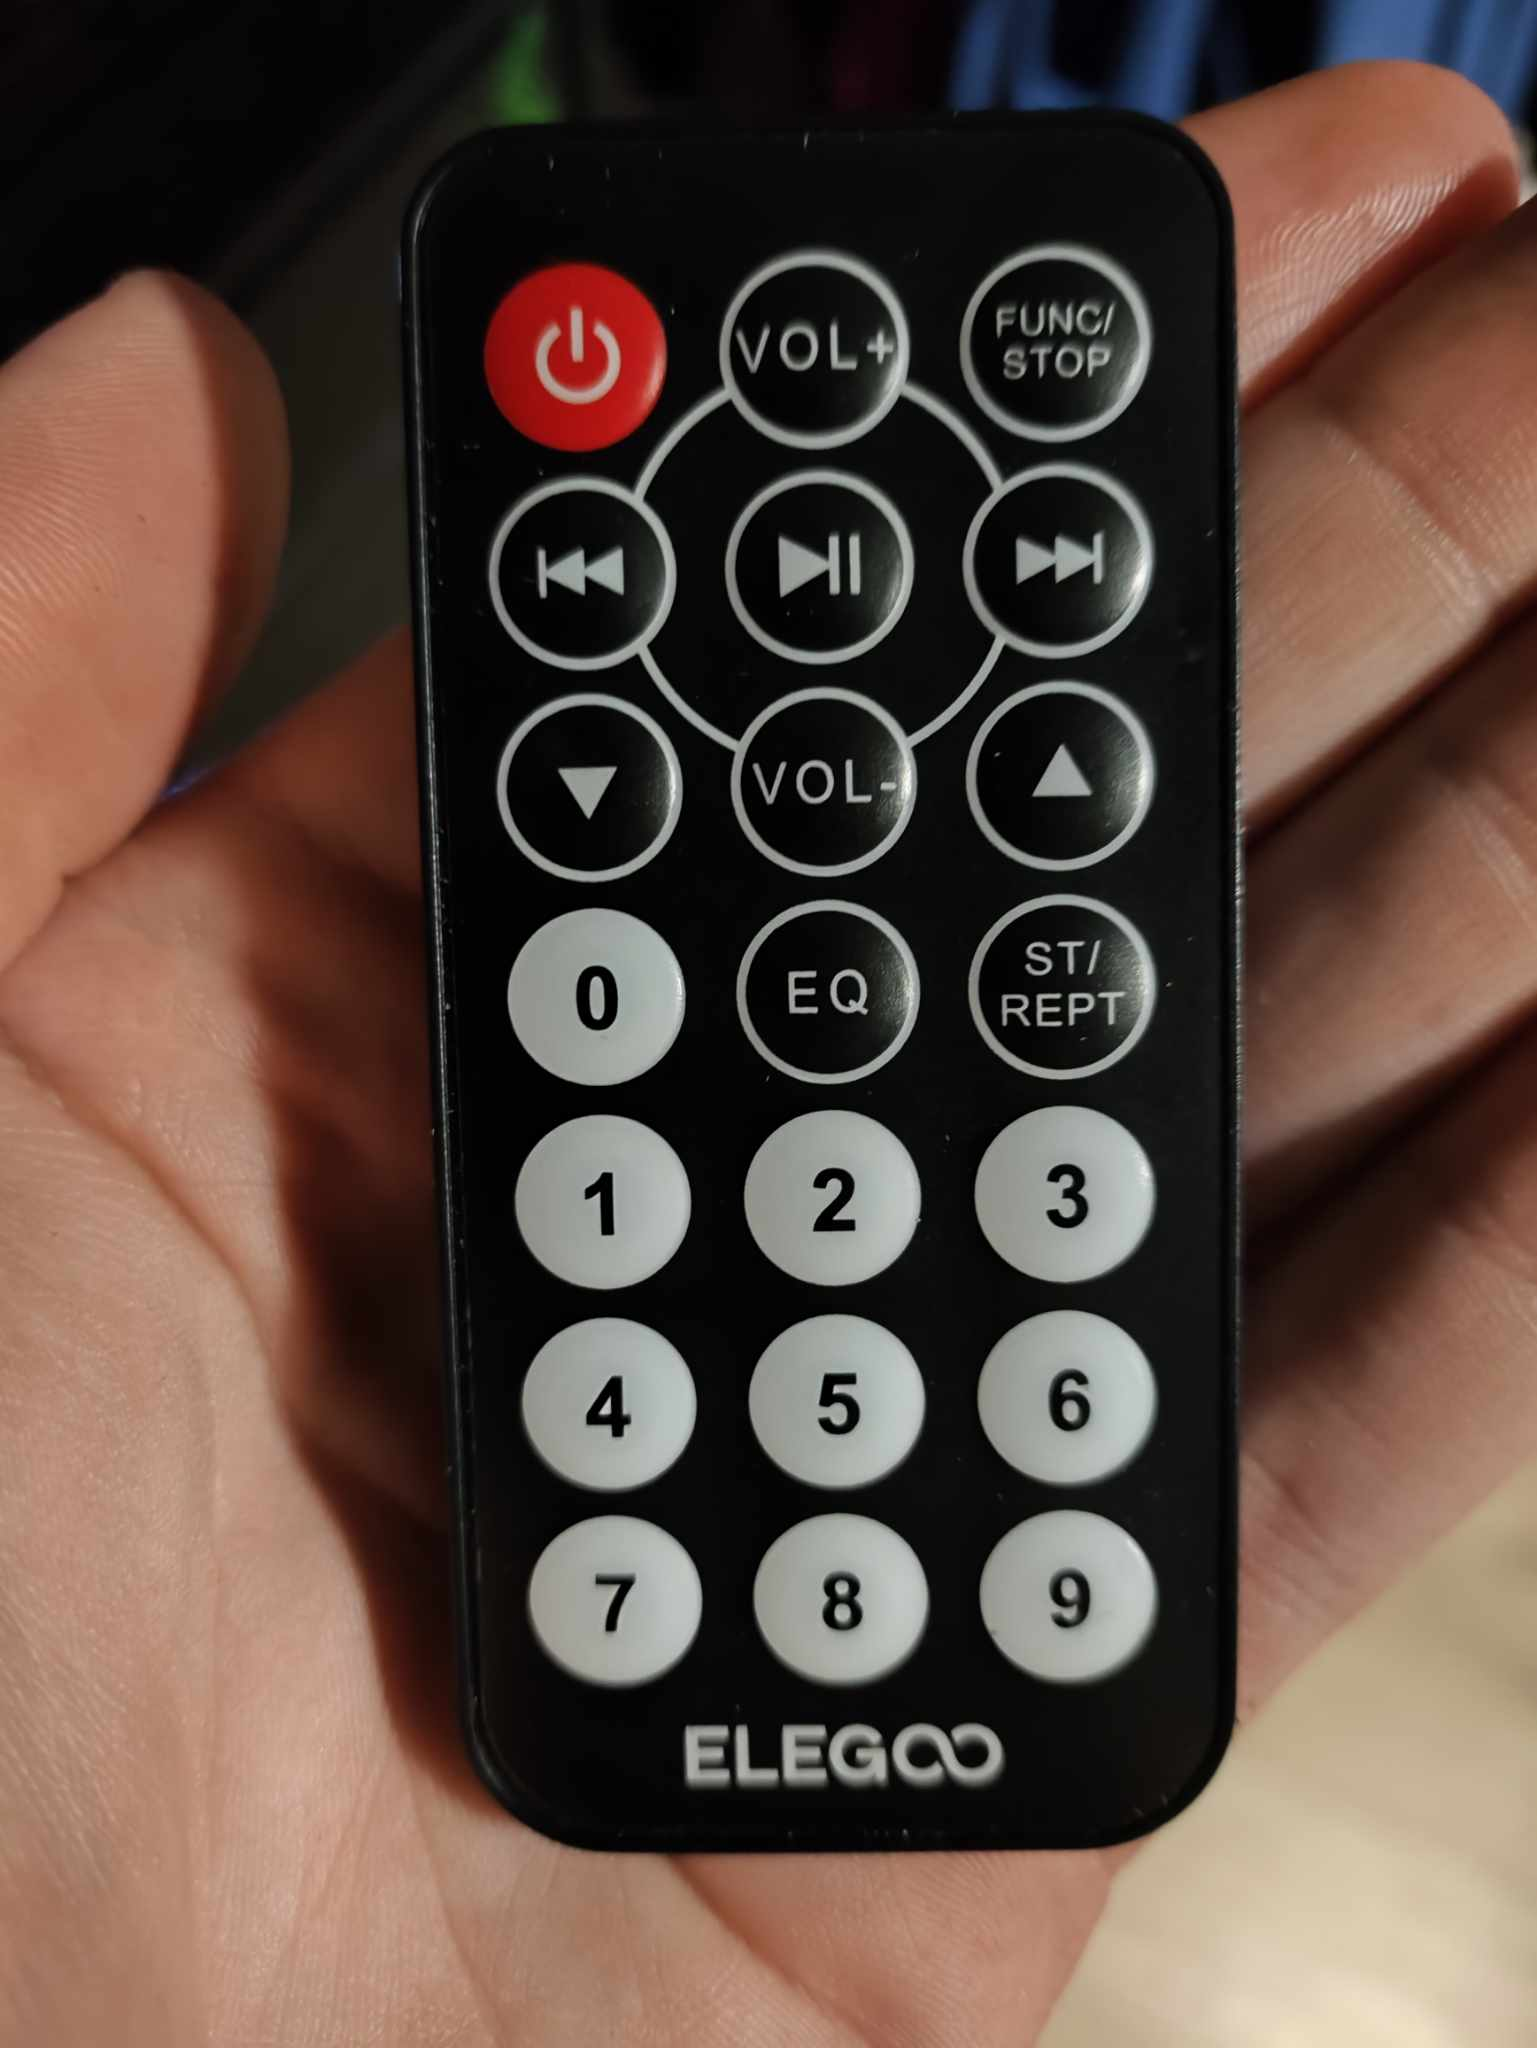 VOL+
FUNC/
STOP
VOL-
0
EQ
ST/
REPT
1
2
3
4
5
6
7
8
9
ELEGOO